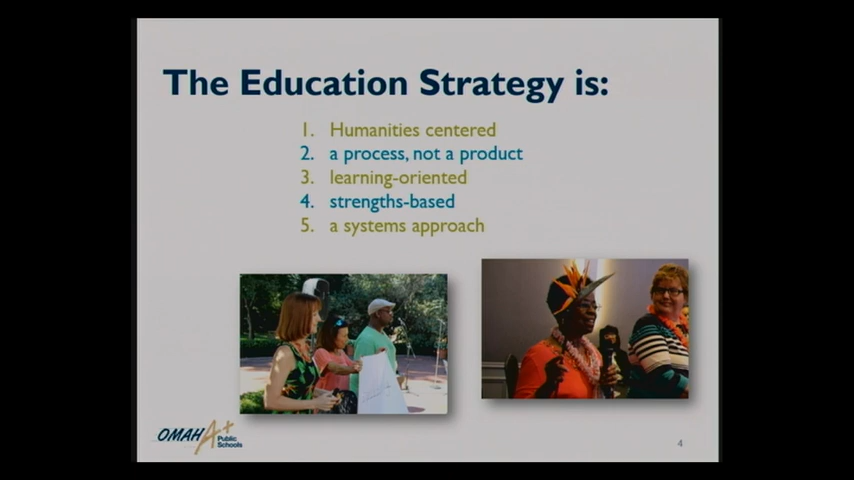 The Education Strategy is:
1. Humanities centered
2. a process, not a product
3. learning-oriented
4. strengths-based
5. a systems approach
OMAHA+
Public
Schools
4